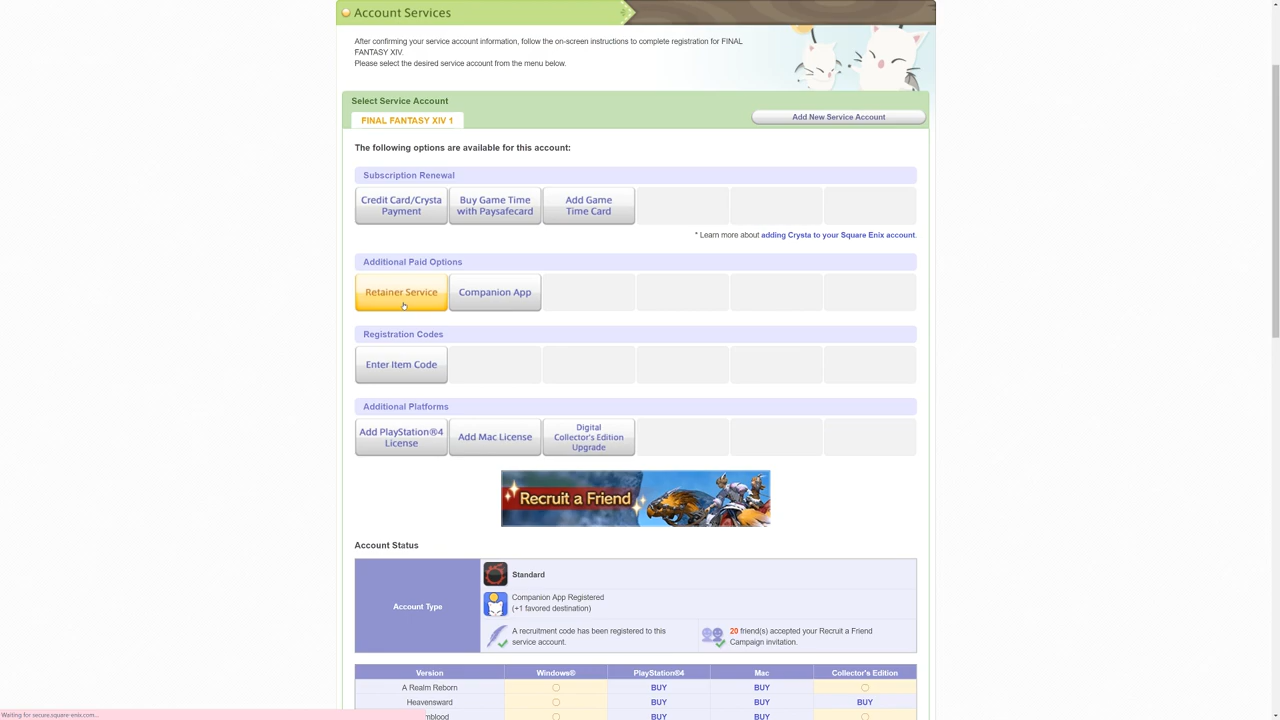 Account Services
After confirming your service account information, follow the on-screen instructions to complete registration for FINAL
FANTASY XIV.
Please select the desired service account from the menu below.
Select Service Account
FINAL FANTASY XIV 1
Add New Service Account
The following options are available for this account:
Subscription Renewal
Credit Card/Crysta
Payment
Buy Game Time
with Paysafecard
Add Game
Time Card
* Learn more about adding Crysta to your Square Enix account.
Additional Paid Options
Retainer Service
Companion App
Registration Codes
Enter Item Code
Additional Platforms
Add PlayStation®4
License
Add Mac License
Digital
Collector's Edition
Upgrade
Recruit a Friend
Account Status
Account Type
Standard
Companion App Registered
(+1 favored destination)
A recruitment code has been registered to this
service account.
20 friend(s) accepted your Recruit a Friend
Campaign invitation.
Version Windows® PlayStation®4 Mac Collector's Edition
A Realm Reborn BUY BUY
Heavensward BUY BUY BUY
mblood BUY BUY
Waiting for secure.square-enix.com...